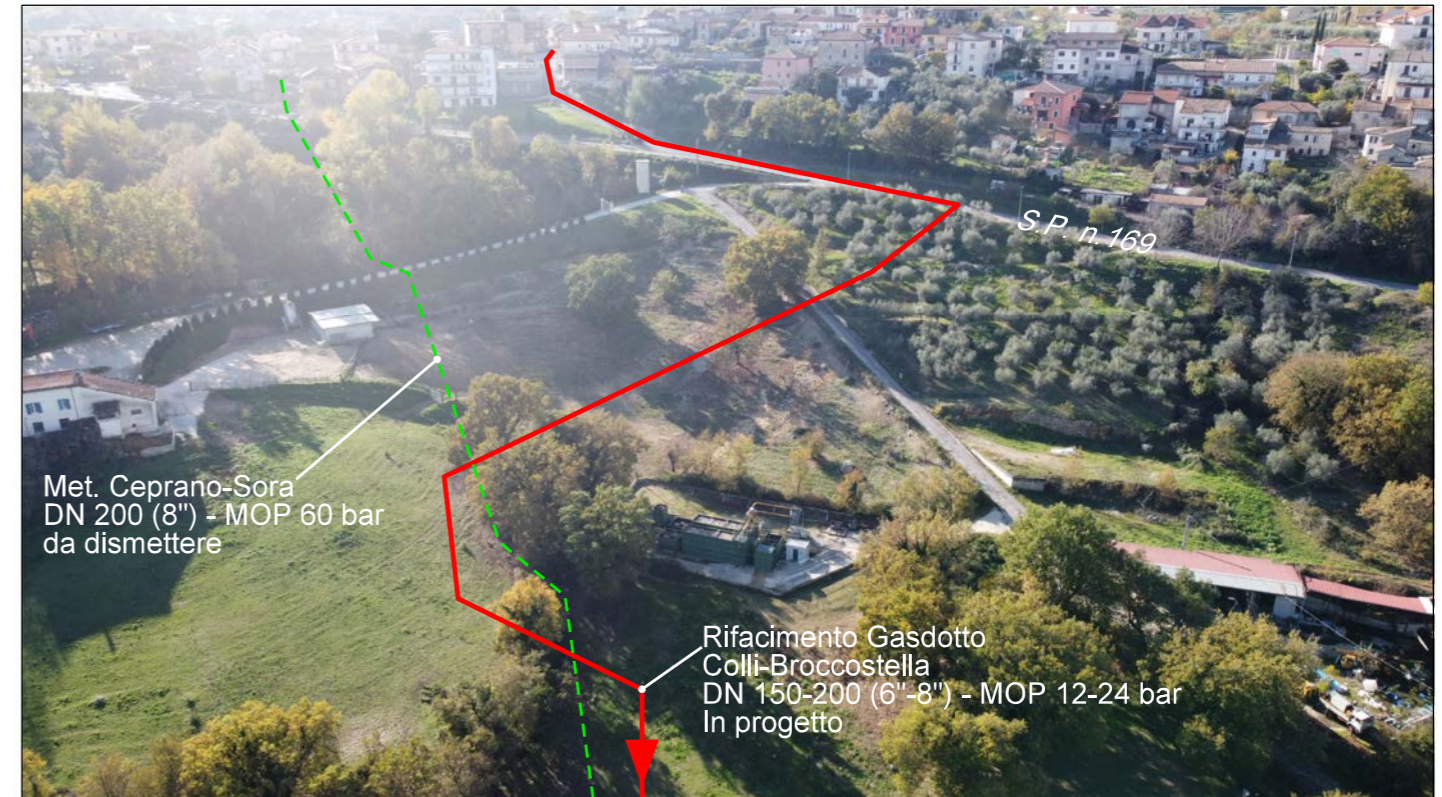 S.P. n.169
Met. Ceprano-Sora
DN 200 (8") - MOP 60 bar
da dismettere
Rifacimento Gasdotto
Colli-Broccostella
DN 150-200 (6"-8") - MOP 12-24 bar
In progetto